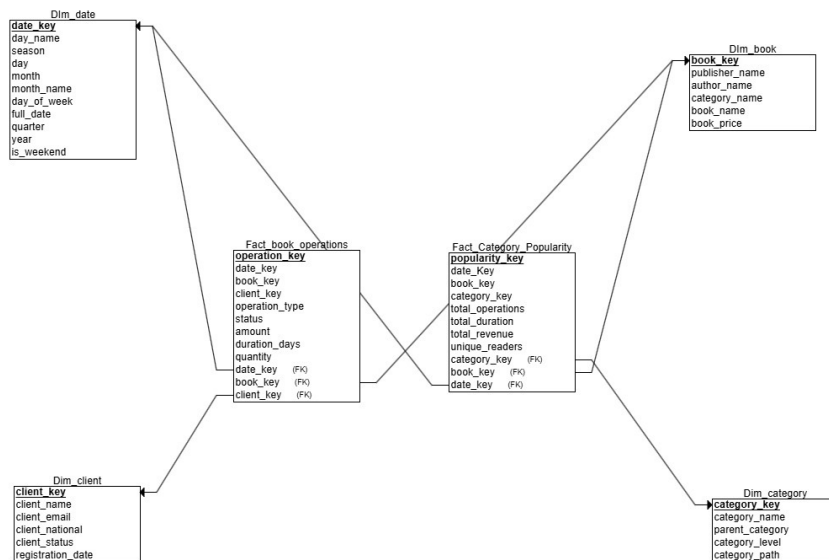 DIm_date
date_key
day_name
season
day
month
month_name
day_of_week
full_date
quarter
year
is_weekend
DIm_book
book_key
publisher_name
author_name
category_name
book_name
book_price
Fact_book_operations
operation_key
date_key
book_key
client_key
operation_type
status
amount
duration_days
quantity
date_key (FK)
book_key (FK)
client_key (FK)
Fact_Category_Popularity
popularity_key
date_Key
book_key
category_key
total_operations
total_duration
total_revenue
unique_readers
category_key (FK)
book_key (FK)
date_key (FK)
Dim_client
client_key
client_name
client_email
client_national
client_status
registration_date
Dim_category
category_key
category_name
parent_category
category_level
category_path